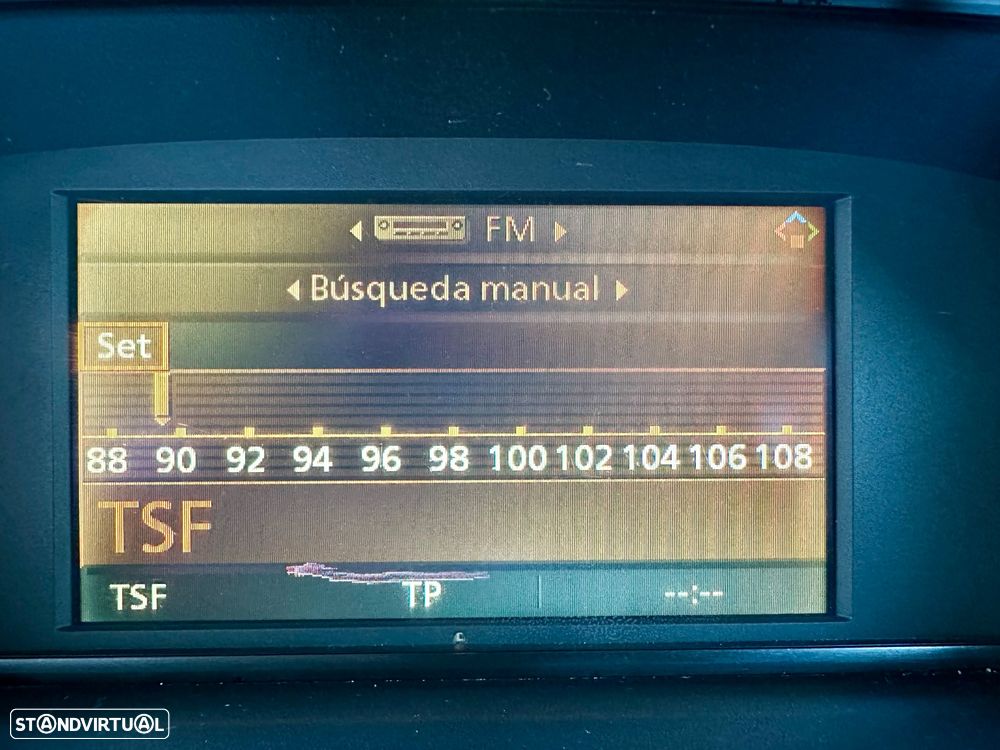 FM
Búsqueda manual
Set
88 90 92 94 96 98 100 102 104 106 108
TSF
TSF TP --:--
STANDVIRTUAL